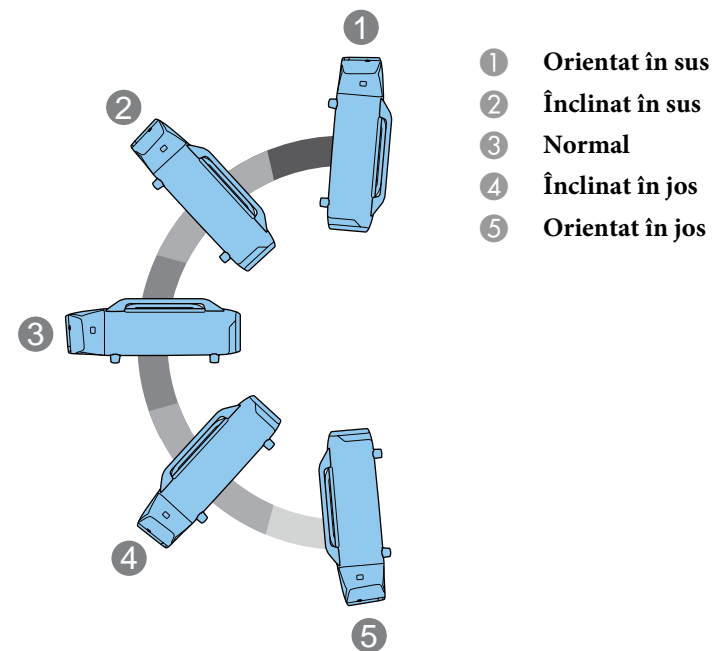 1
2
3
4
5
1 Orientat în sus
2 Înclinat în sus
3 Normal
4 Înclinat în jos
5 Orientat în jos